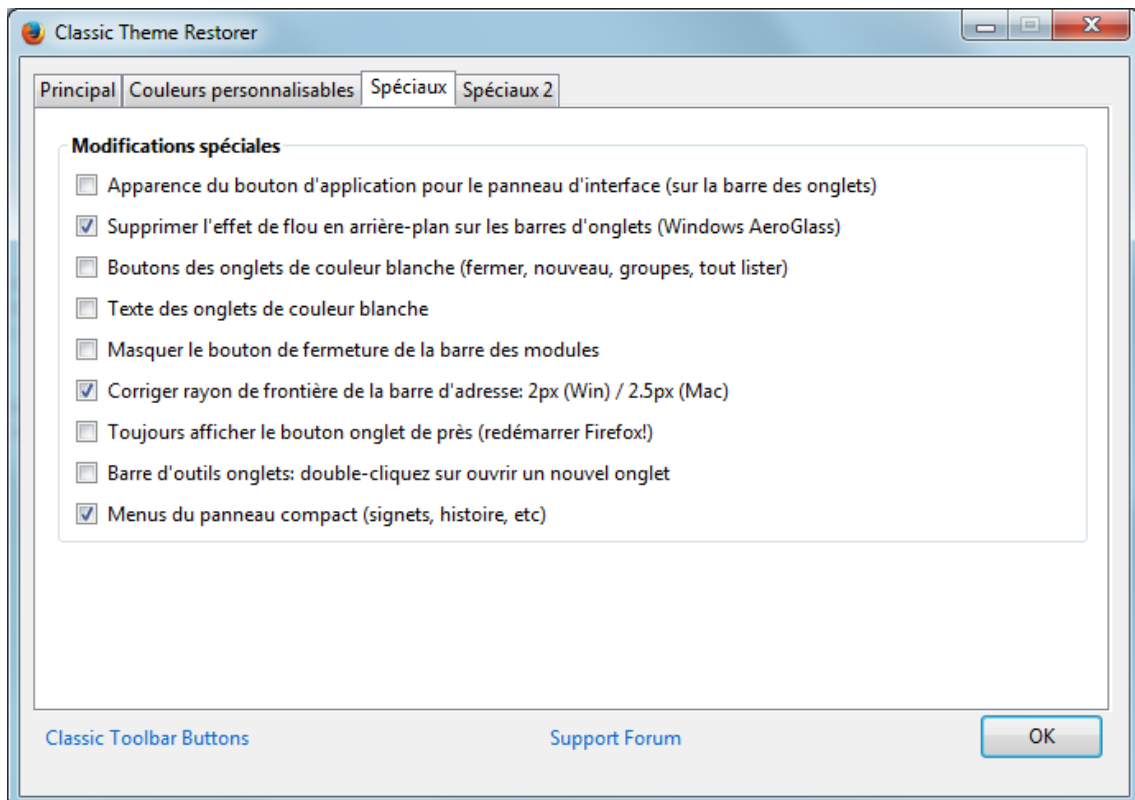 Classic Theme Restorer
Principal Couleurs personnalisables Spéciaux Spéciaux 2
Modifications spéciales
Apparence du bouton d'application pour le panneau d'interface (sur la barre des onglets)
Supprimer l'effet de flou en arrière-plan sur les barres d'onglets (Windows AeroGlass)
Boutons des onglets de couleur blanche (fermer, nouveau, groupes, tout lister)
Texte des onglets de couleur blanche
Masquer le bouton de fermeture de la barre des modules
Corriger rayon de frontière de la barre d'adresse: 2px (Win) / 2.5px (Mac)
Toujours afficher le bouton onglet de près (redémarrer Firefox!)
Barre d'outils onglets: double-cliquez sur ouvrir un nouvel onglet
Menus du panneau compact (signets, histoire, etc)
Classic Toolbar Buttons Support Forum OK